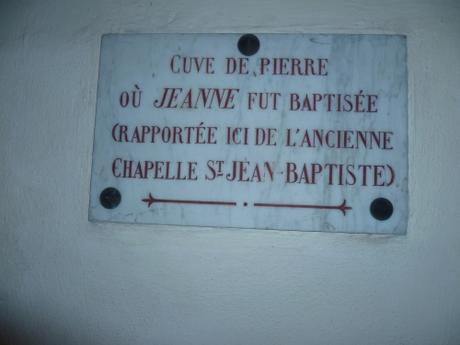 CUVE DE PIERRE
OÙ JEANNE FUT BAPTISÉE
(RAPPORTÉE ICI DE L'ANCIENNE
CHAPELLE ST JEAN-BAPTISTE)